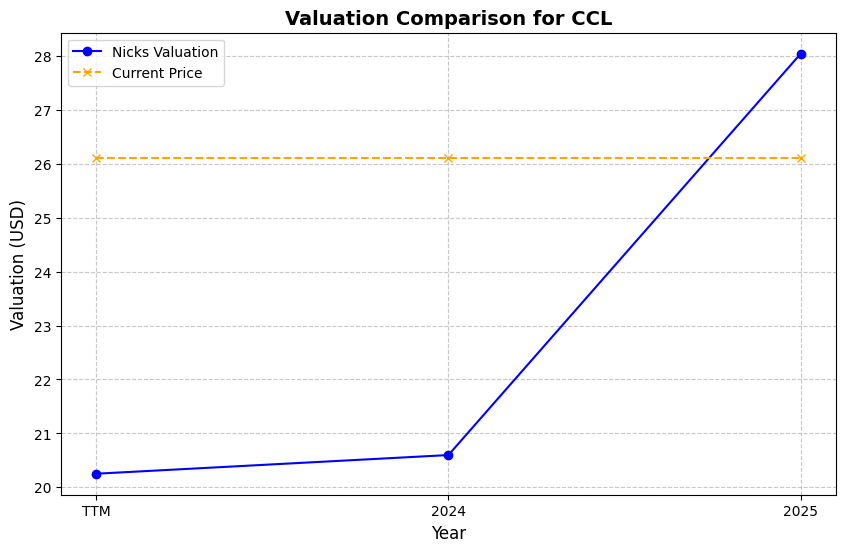 Valuation Comparison for CCL
Nicks Valuation
Current Price
Valuation (USD)
28
27
26
25
24
23
22
21
20
TTM
2024
2025
Year